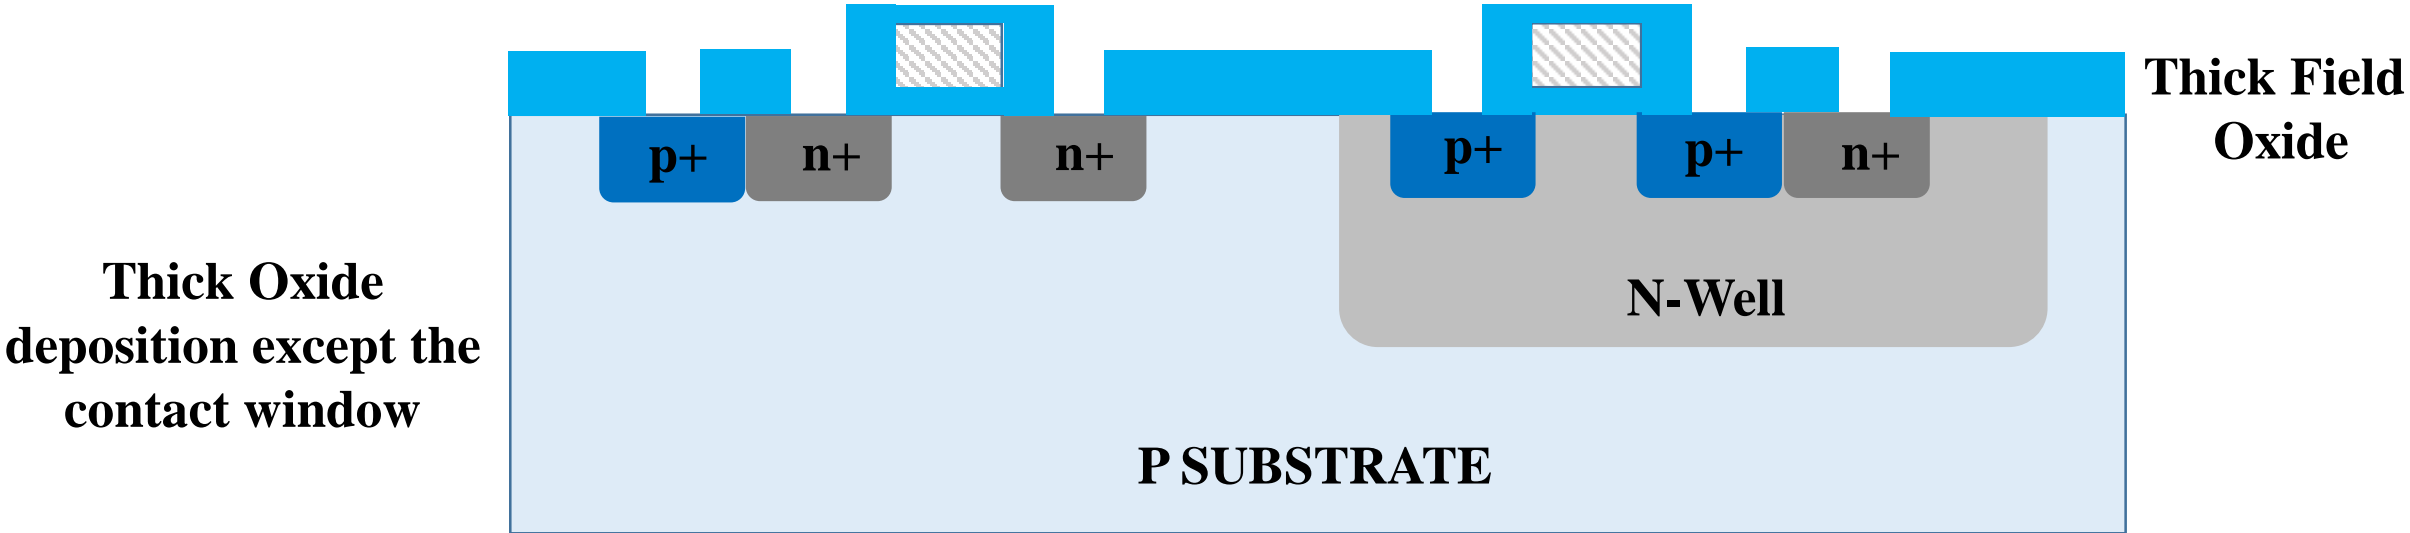 Thick Field
Oxide
p+
n+
n+
p+
p+
n+
Thick Oxide
deposition except the
contact window
N-Well
P SUBSTRATE